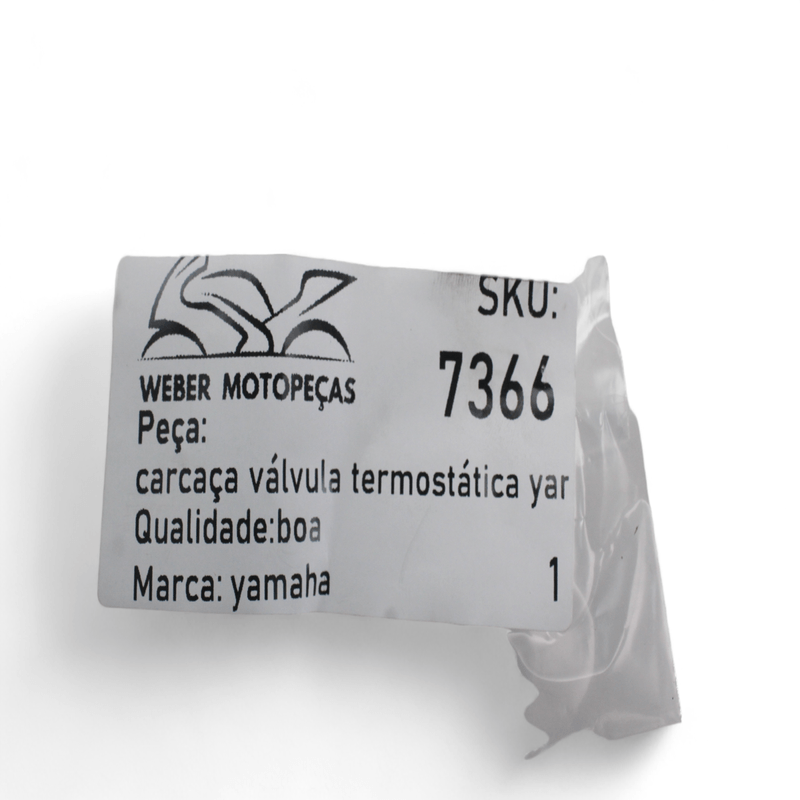 SKU:
WEBER MOTOPEÇAS
7366
Peça:
carcaça válvula termostática yar
Qualidade:boa
Marca: yamaha
1